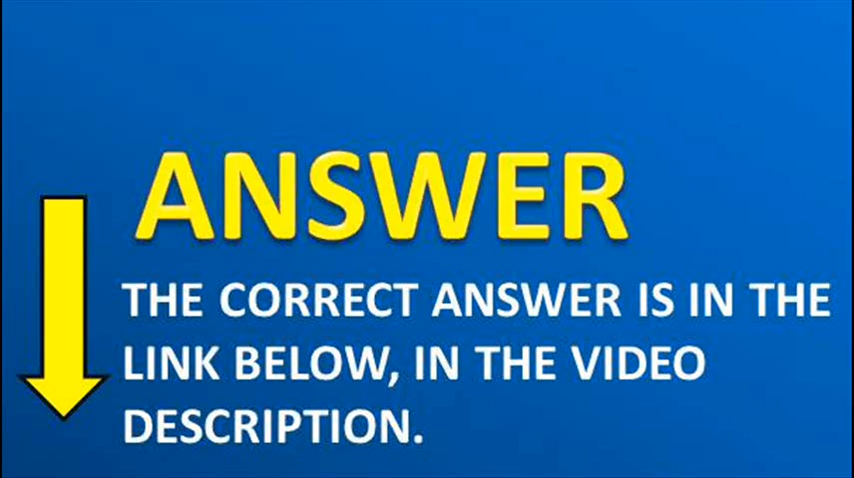 ANSWER
THE CORRECT ANSWER IS IN THE
LINK BELOW, IN THE VIDEO
DESCRIPTION.